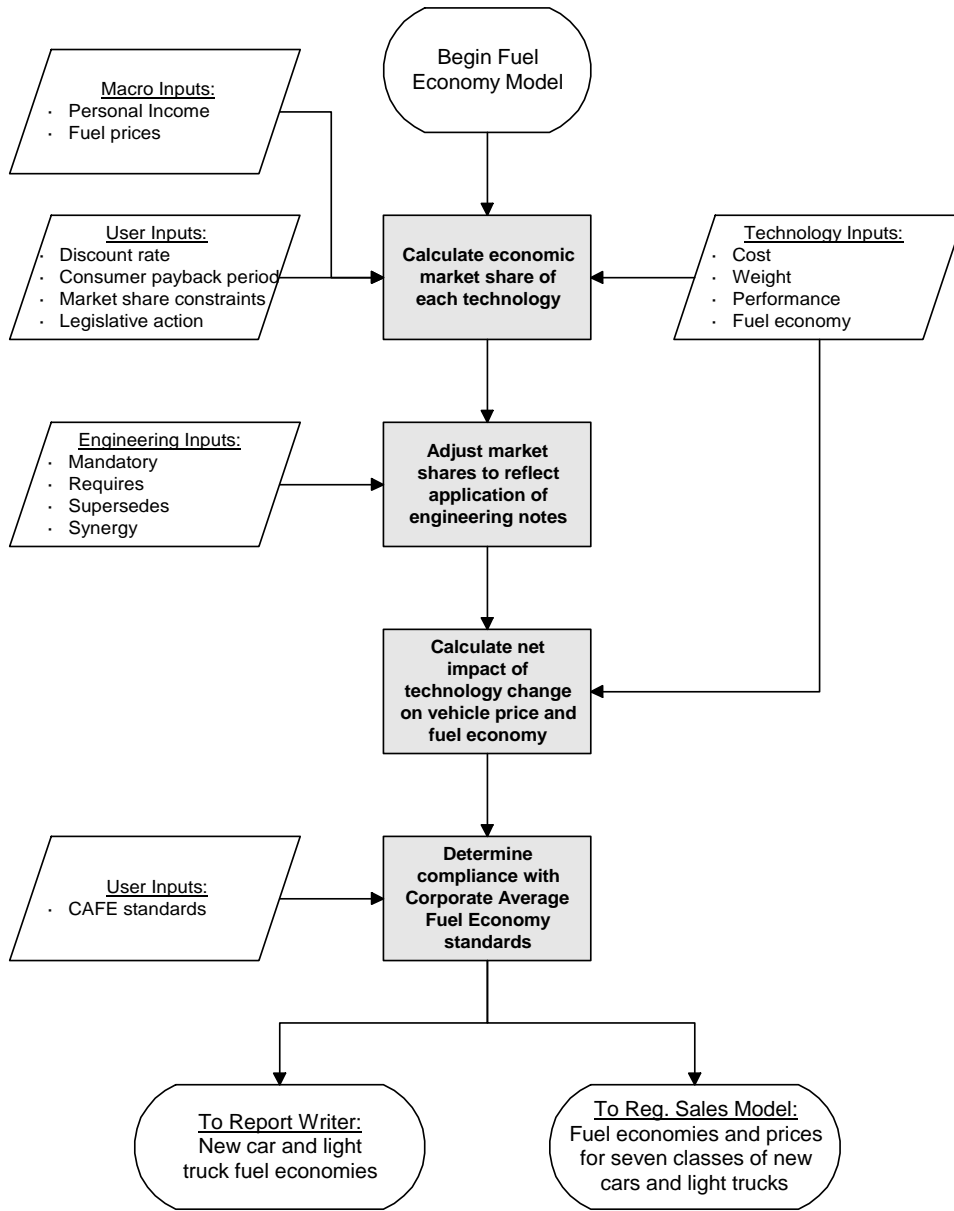 Begin Fuel
Economy Model
Macro Inputs:
· Personal Income
· Fuel prices
User Inputs:
· Discount rate
· Consumer payback period
· Market share constraints
· Legislative action
Calculate economic
market share of
each technology
Technology Inputs:
· Cost
· Weight
· Performance
· Fuel economy
Engineering Inputs:
· Mandatory
· Requires
· Supersedes
· Synergy
Adjust market
shares to reflect
application of
engineering notes
Calculate net
impact of
technology change
on vehicle price and
fuel economy
User Inputs:
· CAFE standards
Determine
compliance with
Corporate Average
Fuel Economy
standards
To Report Writer:
New car and light
truck fuel economies
To Reg. Sales Model:
Fuel economies and prices
for seven classes of new
cars and light trucks